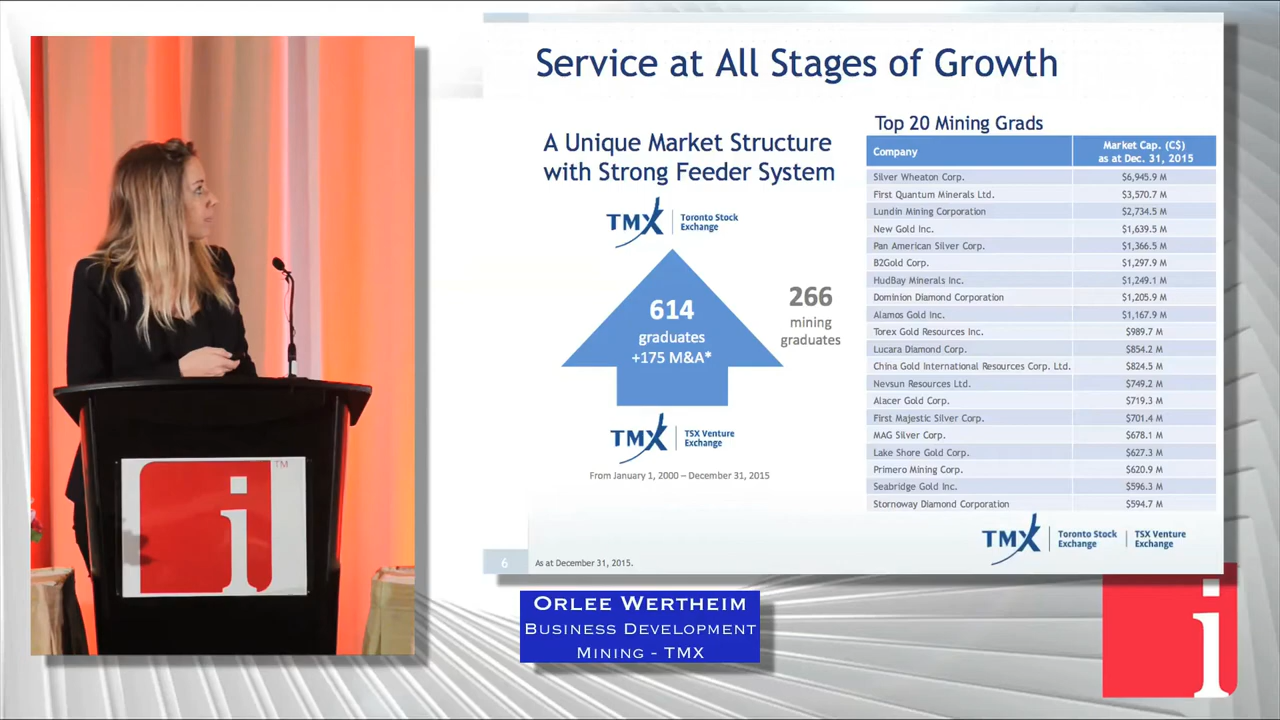 Service at All Stages of Growth
A Unique Market Structure
with Strong Feeder System
TMX
Toronto Stock
Exchange
614
graduates
+175 M&A*
266
mining
graduates
TMX
TSX Venture
Exchange
From January 1, 2000 – December 31, 2015
Top 20 Mining Grads
Company Market Cap. (C$)
as at Dec. 31, 2015
Silver Wheaton Corp. $6,945.9 M
First Quantum Minerals Ltd. $3,570.7 M
Lundin Mining Corporation $2,734.5 M
New Gold Inc. $1,639.5 M
Pan American Silver Corp. $1,366.5 M
B2Gold Corp. $1,297.9 M
HudBay Minerals Inc. $1,249.1 M
Dominion Diamond Corporation $1,205.9 M
Alamos Gold Inc. $1,167.9 M
Torex Gold Resources Inc. $989.7 M
Lucara Diamond Corp. $854.2 M
China Gold International Resources Corp. Ltd. $824.5 M
Nevsun Resources Ltd. $749.2 M
Alacer Gold Corp. $719.3 M
First Majestic Silver Corp. $701.4 M
MAG Silver Corp. $678.1 M
Lake Shore Gold Corp. $627.3 M
Primero Mining Corp. $620.9 M
Seabridge Gold Inc. $596.3 M
Stornoway Diamond Corporation $594.7 M
TMX
Toronto Stock
Exchange
TSX Venture
Exchange
6
As at December 31, 2015.
i
TM
Orlee Wertheim
Business Development
Mining - TMX
i